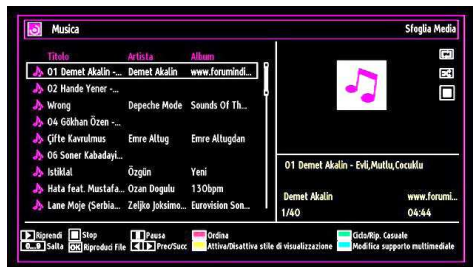 Musica
Sfoglia Media
Titolo Artista Album
01 Demet Akalin -... Demet Akalin www.forumindi...
02 Hande Yener -...
Wrong Depeche Mode Sounds Of Th...
04 Gökhan Özen -...
Çifte Kavrulmus Emre Altug Emre Altugdan
06 Soner Kabadayi...
Istiklal Özgün Yeni
Hata feat. Mustafa... Ozan Dogulu 130bpm
Lane Moje (Serbia... Zeljko Joksimo... Eurovision Son...
01 Demet Akalin - Evli,Mutlu,Cocuklu
Demet Akalin www.forumi...
1/40 04:44
Riprendi Stop Pausa Ordina Ciclo/Rip. Casuale
0...9 Salta OK Riproduci File Prec/Succ Attiva/Disattiva stile di visualizzazione Modifica supporto multimediale